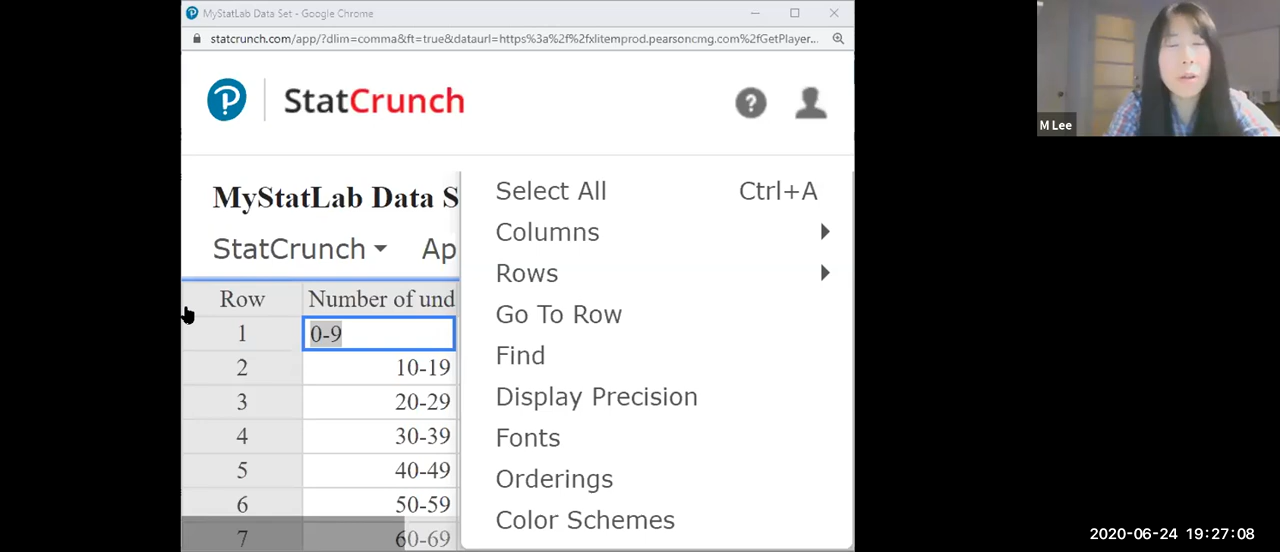 MyStatLab Data Set - Google Chrome
statcrunch.com/app/?dlim=comma&ft=true&dataurl=https%3a%2f%2fxlitemprod.pearsoncmg.com%2fGetPlayer...
P
StatCrunch
?
M Lee
MyStatLab Data S
StatCrunch
Ap
Select All Ctrl+A
Columns
Rows
Go To Row
Find
Display Precision
Fonts
Orderings
Color Schemes
Row Number of und
1 0-9
2 10-19
3 20-29
4 30-39
5 40-49
6 50-59
7 60-69
2020-06-24 19:27:08